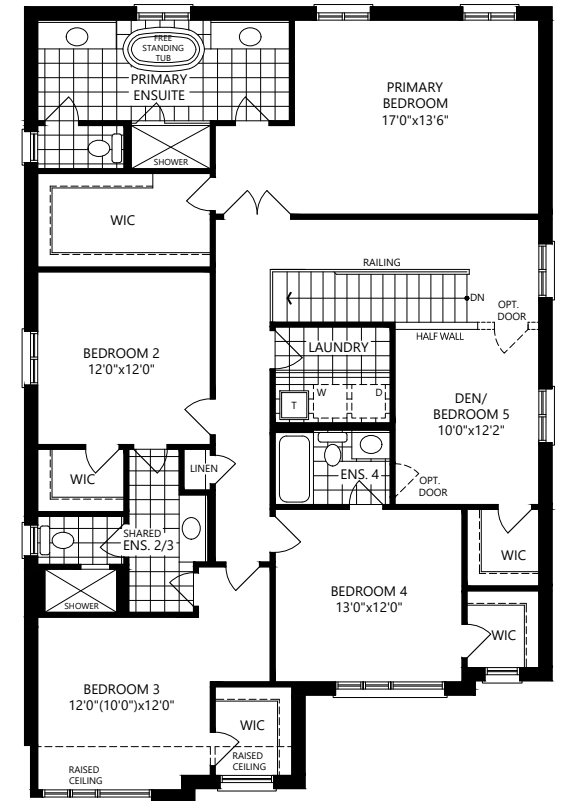 FREE
STANDING
TUB
PRIMARY
ENSUITE
SHOWER
PRIMARY
BEDROOM
17'0"x13'6"
WIC
RAILING
DN
OPT.
DOOR
HALF WALL
LAUNDRY
W
D
T
BEDROOM 2
12'0"x12'0"
DEN/
BEDROOM 5
10'0"x12'2"
WIC
LINEN
ENS. 4
OPT.
DOOR
SHARED
ENS. 2/3
SHOWER
WIC
BEDROOM 4
13'0"x12'0"
WIC
BEDROOM 3
12'0"(10'0")x12'0"
WIC
RAISED
CEILING
RAISED
CEILING